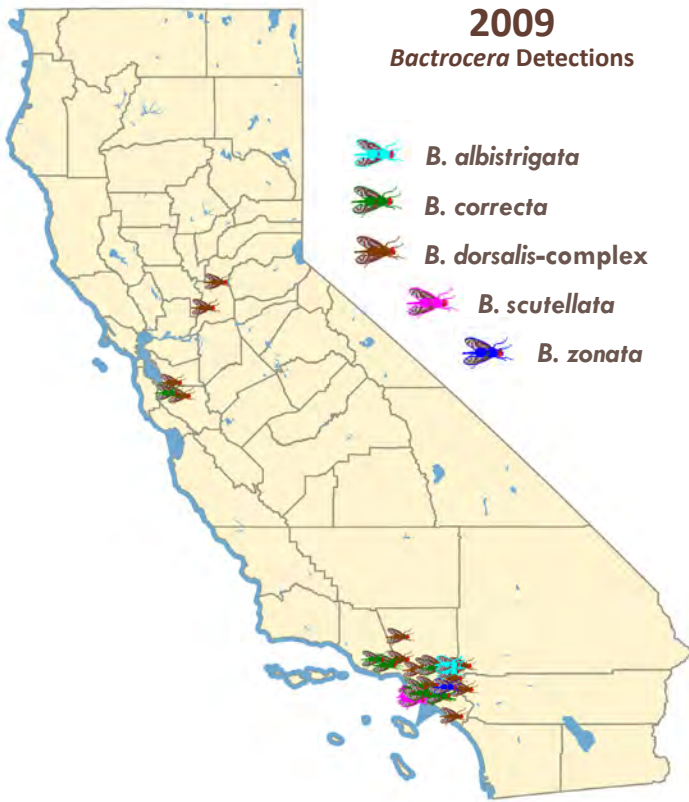 2009
Bactrocera Detections
B. albistrigata
B. correcta
B. dorsalis-complex
B. scutellata
B. zonata